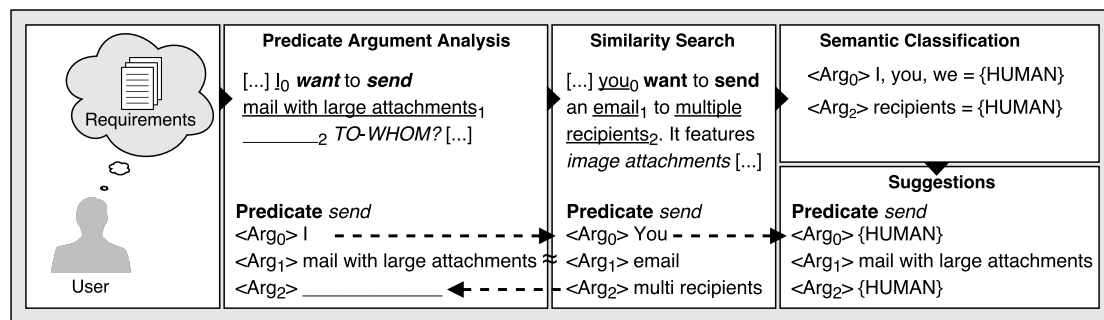 Requirements
User
Predicate Argument Analysis
[...] I0 want to send
mail with large attachments1
________2 TO-WHOM? [...]
Predicate send
<Arg0> I
<Arg1> mail with large attachments ≈
<Arg2> ______________
Similarity Search
[...] you0 want to send
an email1 to multiple
recipients2. It features
image attachments [...]
Predicate send
<Arg0> You
<Arg1> email
<Arg2> multi recipients
Semantic Classification
<Arg0> I, you, we = {HUMAN}
<Arg2> recipients = {HUMAN}
Suggestions
Predicate send
<Arg0> {HUMAN}
<Arg1> mail with large attachments
<Arg2> {HUMAN}